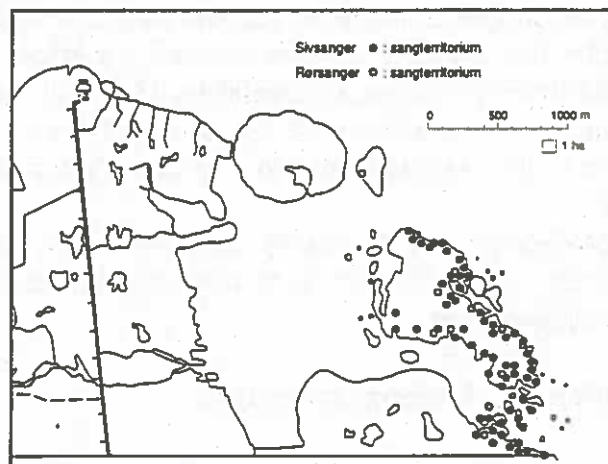 Sivsanger ● : sangterritorium
Rørsanger ○ : sangterritorium
0 500 1000 m
1 ha